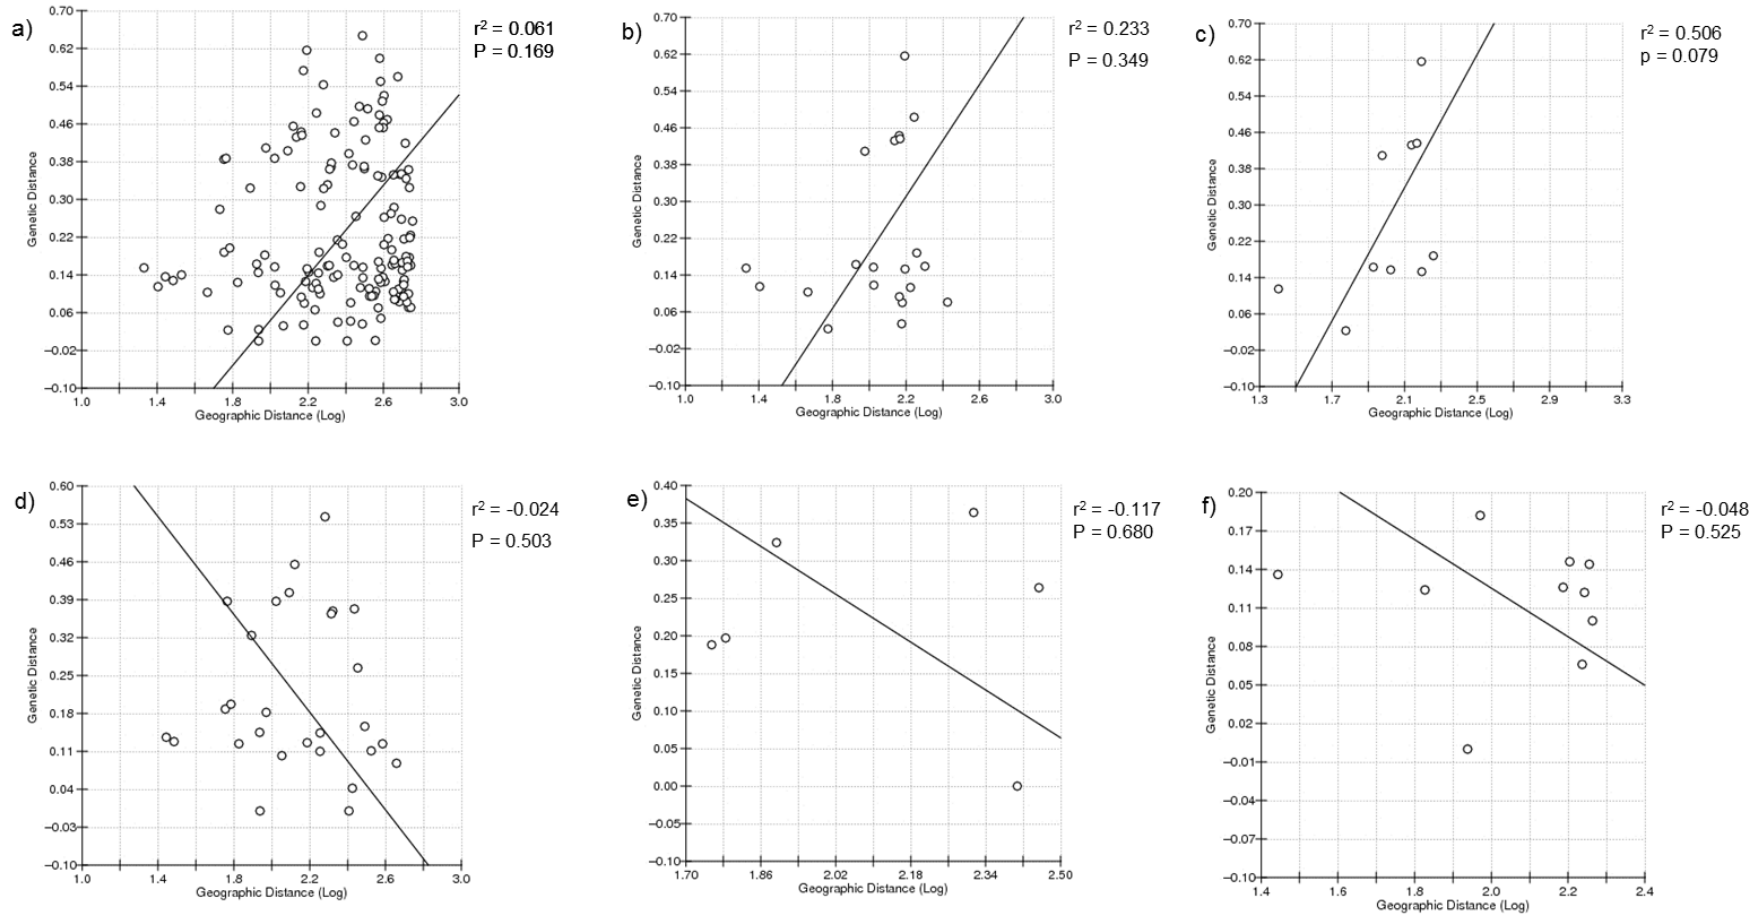 a)
r² = 0.061
P = 0.169
0.70
0.62
0.54
0.46
0.38
0.30
0.22
0.14
0.06
−0.02
−0.10
Genetic Distance
1.0 1.4 1.8 2.2 2.6 3.0
Geographic Distance (Log)
b)
r² = 0.233
P = 0.349
0.70
0.62
0.54
0.46
0.38
0.30
0.22
0.14
0.06
−0.02
−0.10
Genetic Distance
1.0 1.4 1.8 2.2 2.6 3.0
Geographic Distance (Log)
c)
r² = 0.506
p = 0.079
0.70
0.62
0.54
0.46
0.38
0.30
0.22
0.14
0.06
−0.02
−0.10
Genetic Distance
1.3 1.7 2.1 2.5 2.9 3.3
Geographic Distance (Log)
d)
r² = -0.024
P = 0.503
0.60
0.53
0.46
0.39
0.32
0.25
0.18
0.11
0.04
−0.03
−0.10
Genetic Distance
1.0 1.4 1.8 2.2 2.6 3.0
Geographic Distance (Log)
e)
r² = -0.117
P = 0.680
0.40
0.35
0.30
0.25
0.20
0.15
0.10
0.05
0.00
−0.05
−0.10
Genetic Distance
1.70 1.86 2.02 2.18 2.34 2.50
Geographic Distance (Log)
f)
r² = -0.048
P = 0.525
0.20
0.17
0.14
0.11
0.08
0.05
0.02
−0.01
−0.04
−0.07
−0.10
Genetic Distance
1.4 1.6 1.8 2.0 2.2 2.4
Geographic Distance (Log)